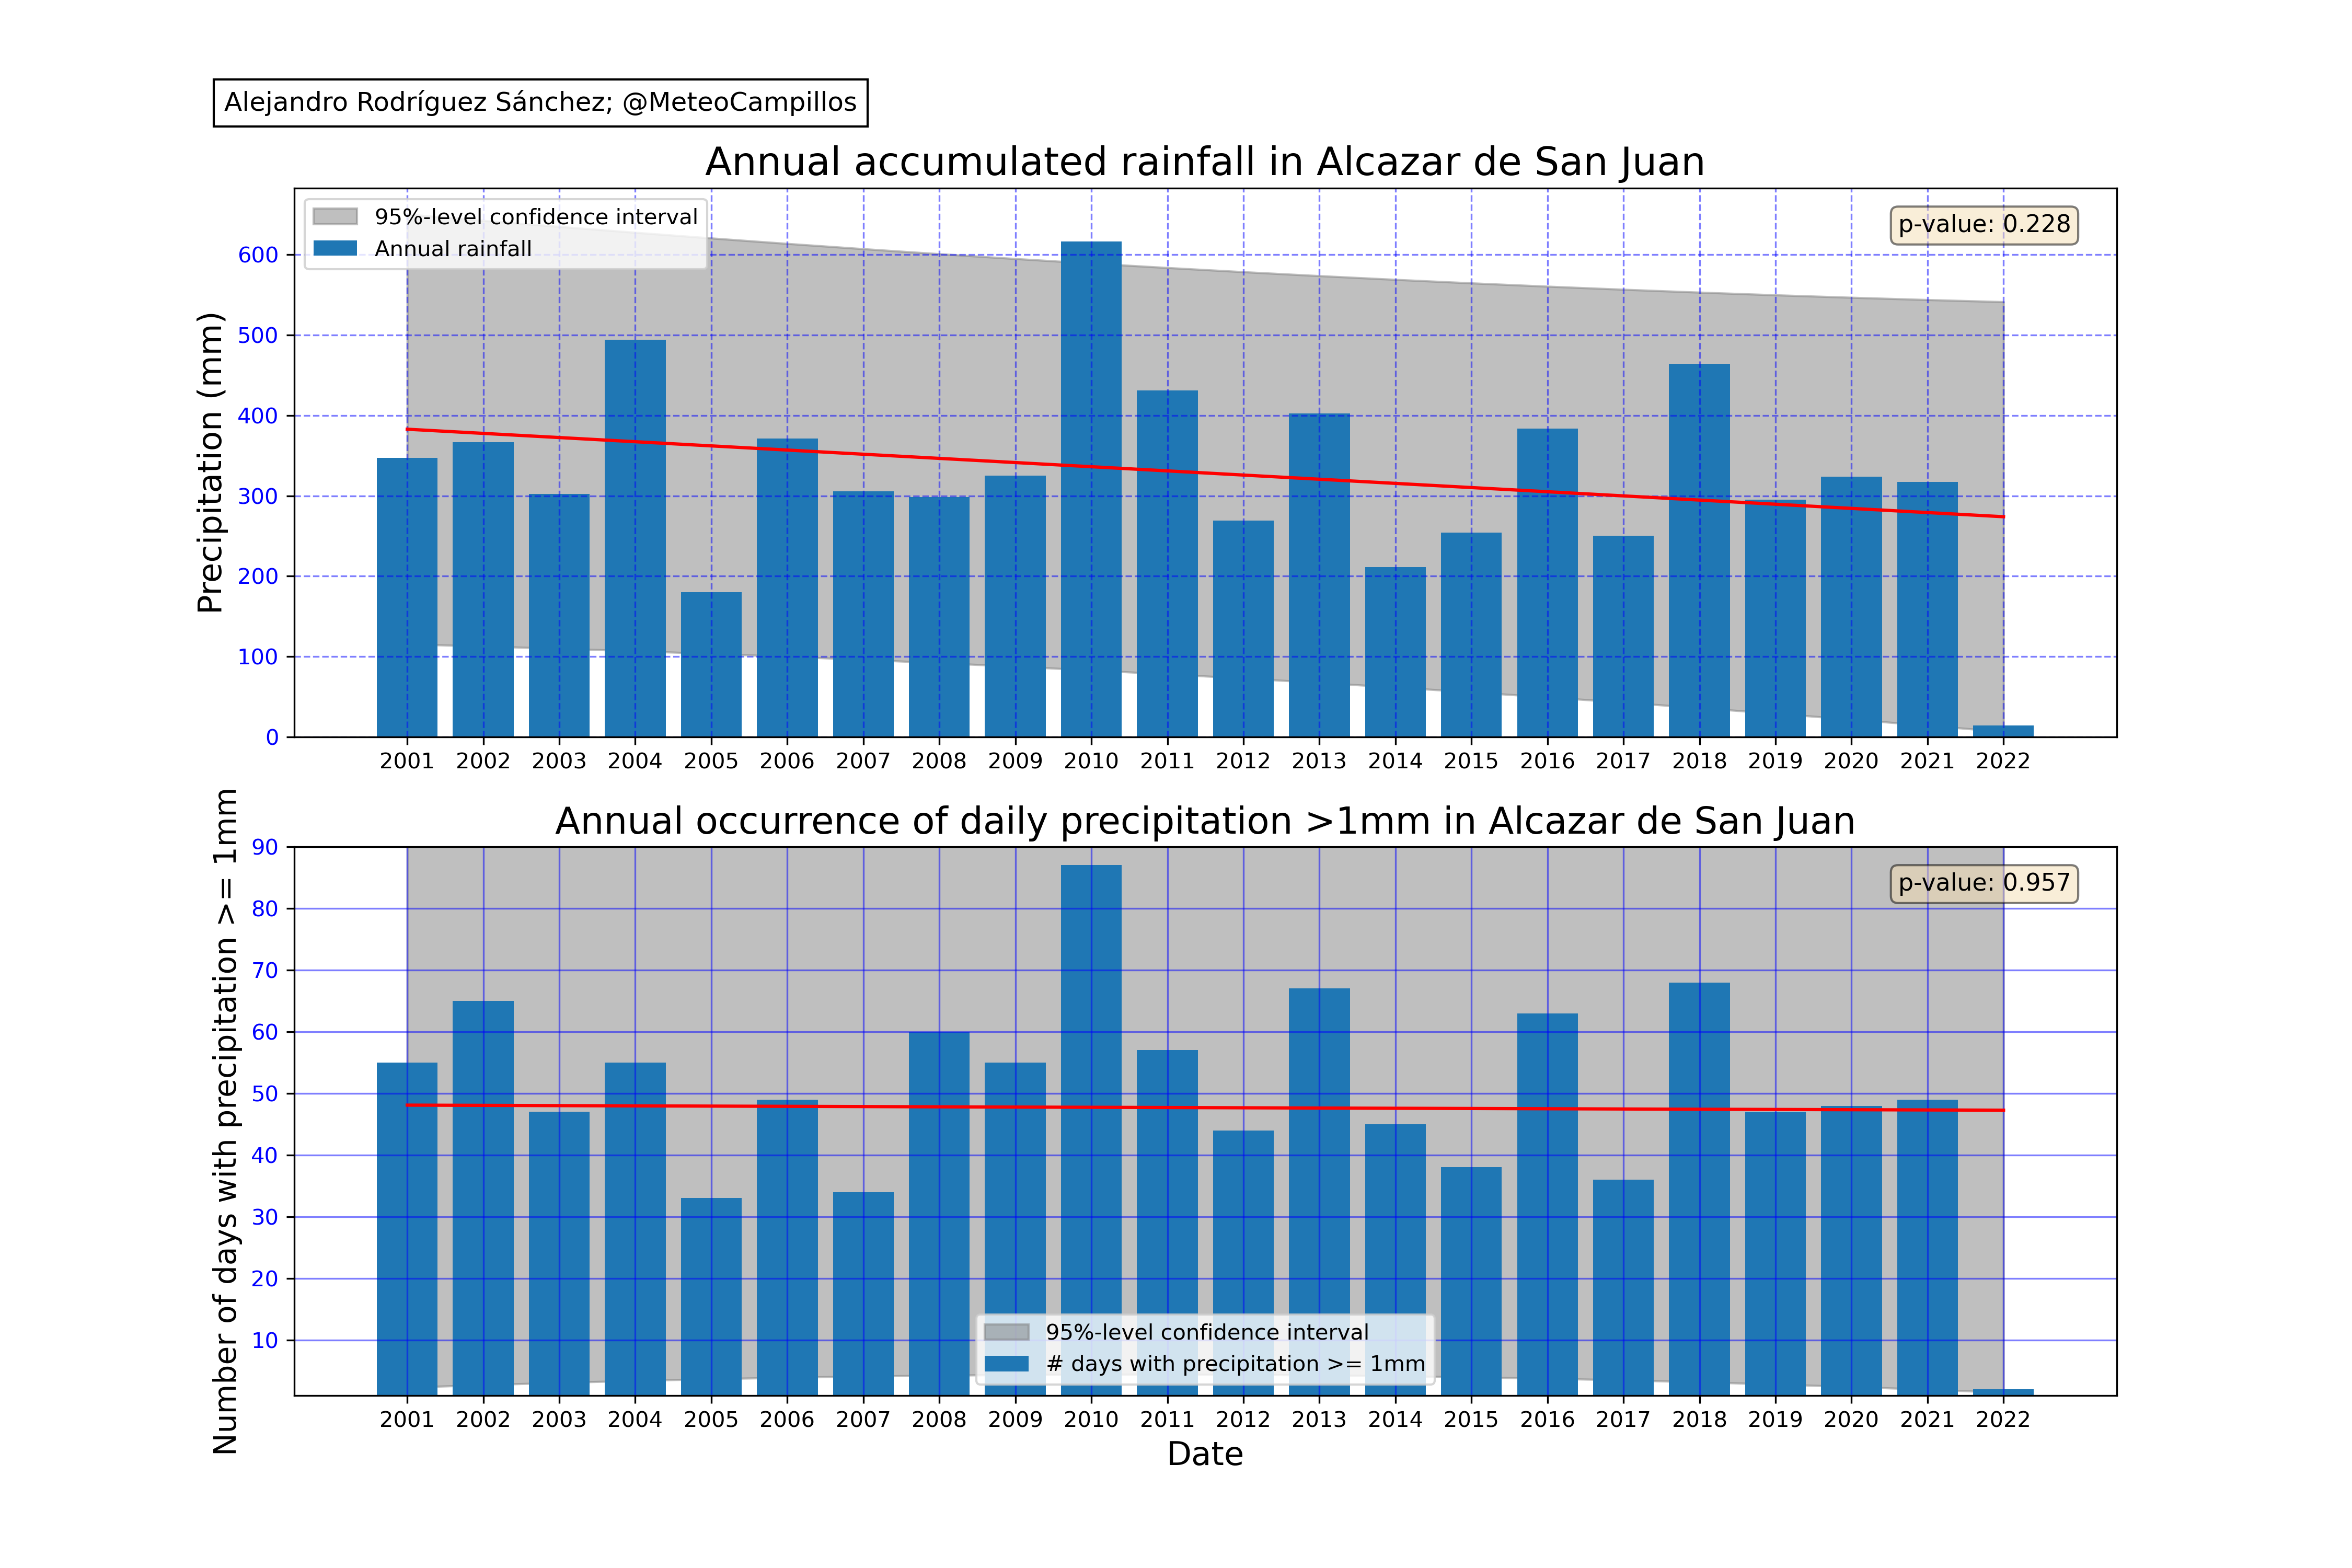 Alejandro Rodríguez Sánchez; @MeteoCampillos
Annual accumulated rainfall in Alcazar de San Juan
95%-level confidence interval
Annual rainfall
p-value: 0.228
Precipitation (mm)
600
500
400
300
200
100
0
2001 2002 2003 2004 2005 2006 2007 2008 2009 2010 2011 2012 2013 2014 2015 2016 2017 2018 2019 2020 2021 2022
Annual occurrence of daily precipitation >1mm in Alcazar de San Juan
p-value: 0.957
Number of days with precipitation >= 1mm
90
80
70
60
50
40
30
20
10
95%-level confidence interval
# days with precipitation >= 1mm
2001 2002 2003 2004 2005 2006 2007 2008 2009 2010 2011 2012 2013 2014 2015 2016 2017 2018 2019 2020 2021 2022
Date